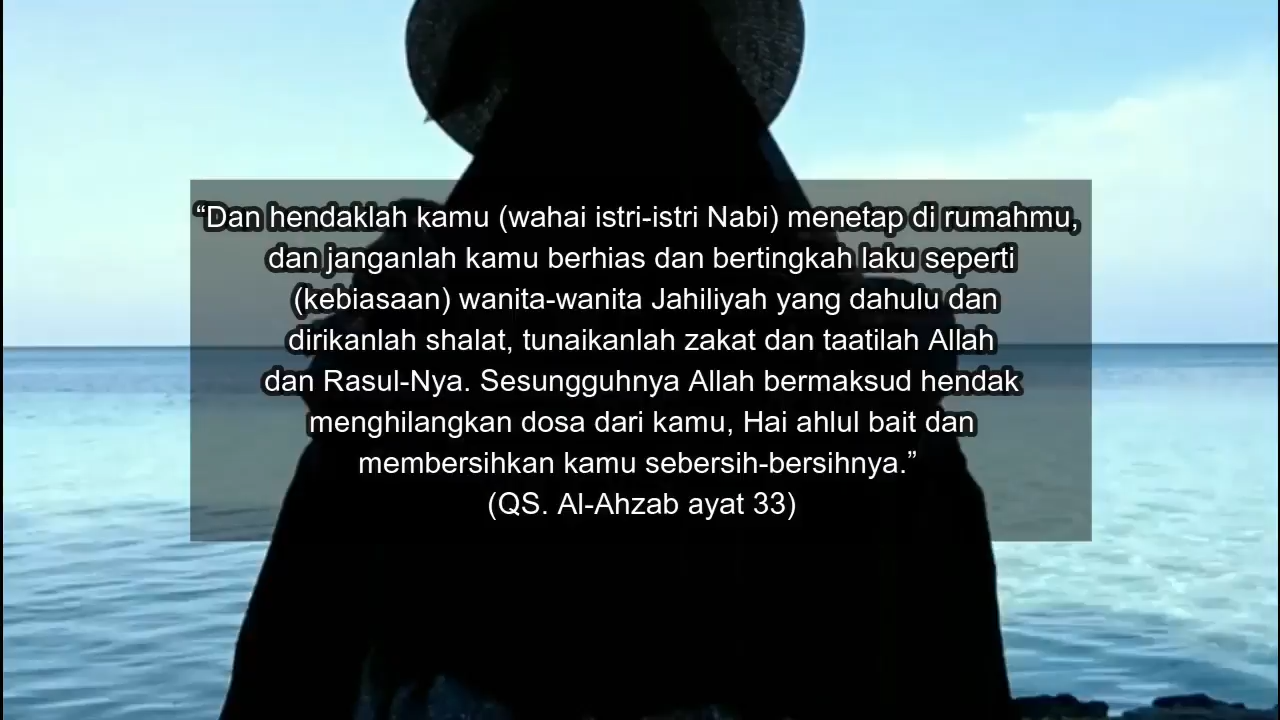 “Dan hendaklah kamu (wahai istri-istri Nabi) menetap di rumahmu,
dan janganlah kamu berhias dan bertingkah laku seperti
(kebiasaan) wanita-wanita Jahiliyah yang dahulu dan
dirikanlah shalat, tunaikanlah zakat dan taatilah Allah
dan Rasul-Nya. Sesungguhnya Allah bermaksud hendak
menghilangkan dosa dari kamu, Hai ahlul bait dan
membersihkan kamu sebersih-bersihnya.”
(QS. Al-Ahzab ayat 33)